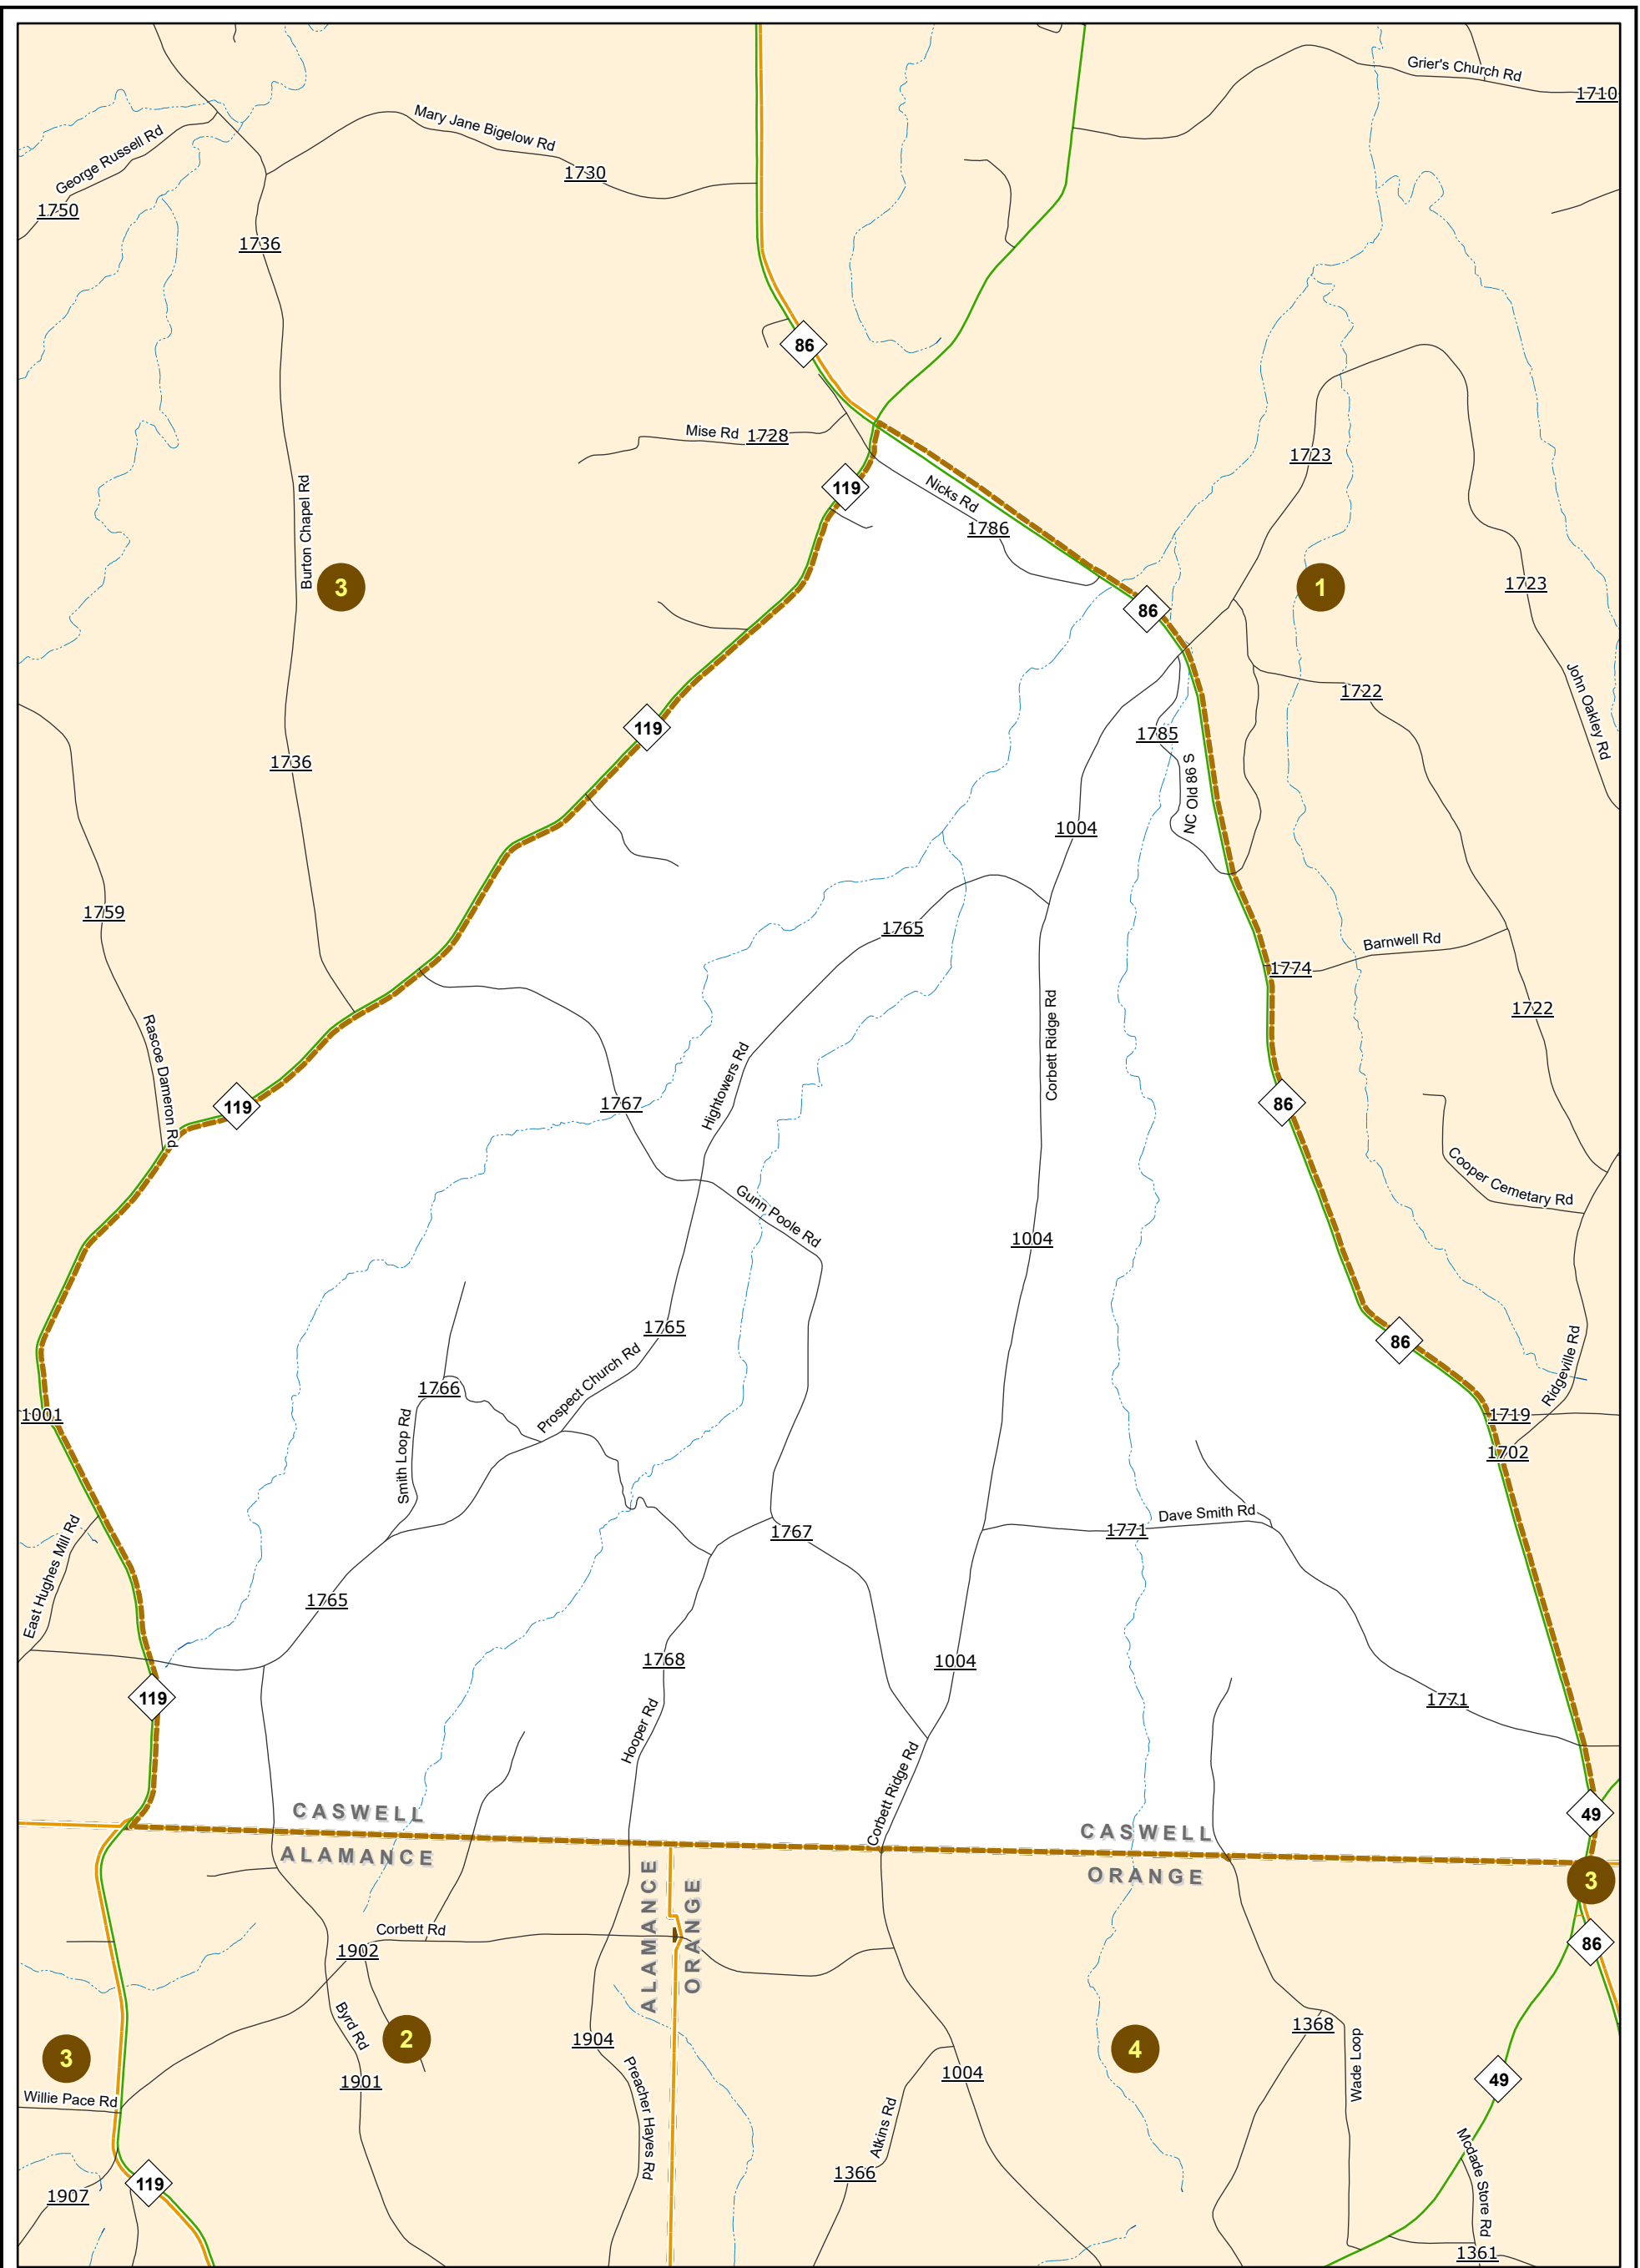 Grier's Church Rd
1710
Mary Jane Bigelow Rd
George Russell Rd
1730
1750
1736
86
Mise Rd 1728
1723
119
Nicks Rd
1786
Burton Chapel Rd
3
1
1723
86
John Oakley Rd
1722
119
1785
1736
NC Old 86 S
1004
1759
1765
Barnwell Rd
1774
1722
Corbett Ridge Rd
Rascoe Dameron Rd
Hightowers Rd
119
1767
86
Cooper Cemetary Rd
Gunn Poole Rd
1004
1765
86
Ridgeville Rd
Prospect Church Rd
1766
1001
1719
Smith Loop Rd
1702
Dave Smith Rd
1771
1767
East Hughes Mill Rd
1765
1768
1004
119
1771
Hooper Rd
Corbett Ridge Rd
CASWELL
49
CASWELL
ALAMANCE
ORANGE
3
ALAMANCE
ORANGE
Corbett Rd
86
1902
Byrd Rd
2
1904
1368
4
3
Wade Loop
1004
49
1901
Willie Pace Rd
Preacher Hayes Rd
Atkins Rd
1366
119
1907
Mcdade Store Rd
1361